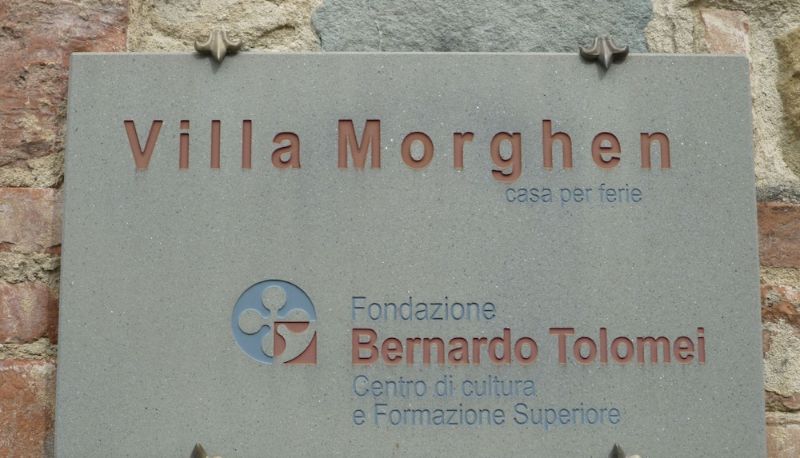 Villa Morghen
casa per ferie
Fondazione
Bernardo Tolomei
Centro di cultura
e Formazione Superiore